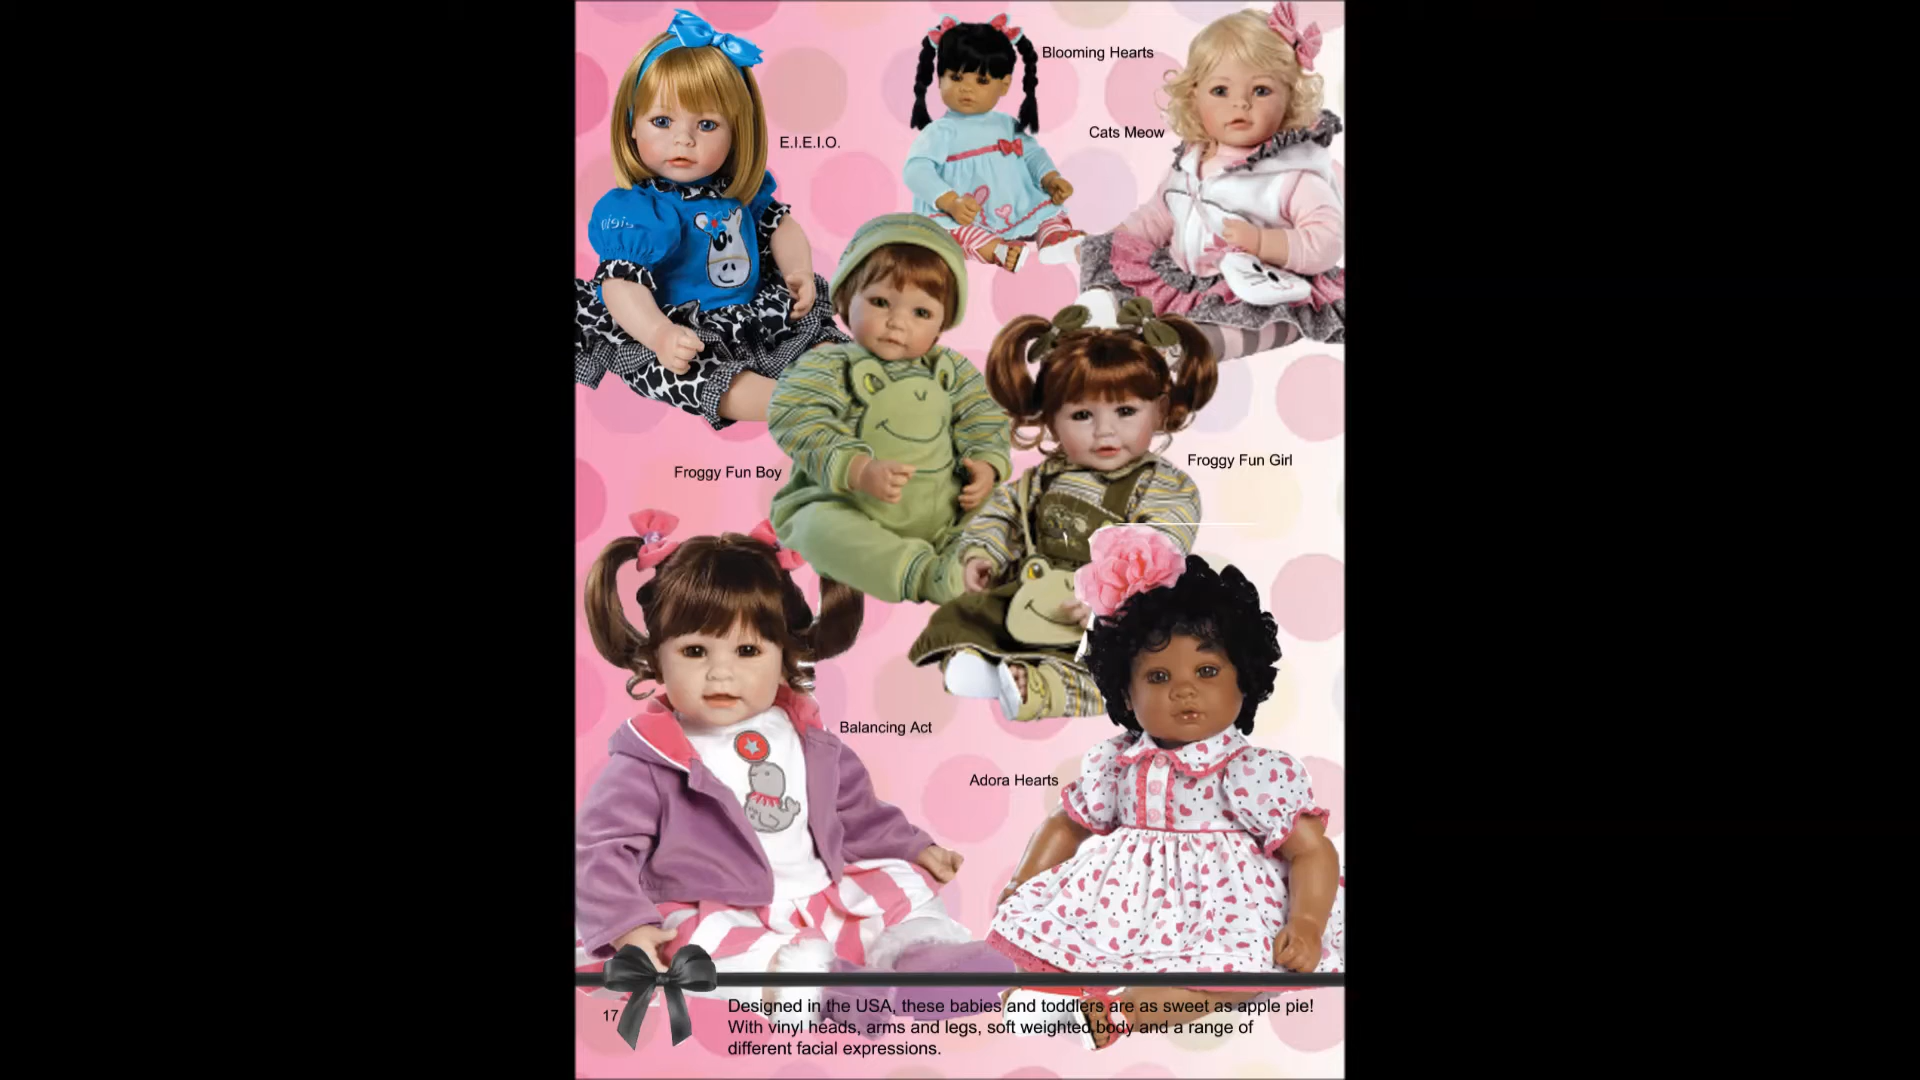 Blooming Hearts
Cats Meow
E.I.E.I.O.
eieio
Froggy Fun Boy
Froggy Fun Girl
Balancing Act
Adora Hearts
17
Designed in the USA, these babies and toddlers are as sweet as apple pie!
With vinyl heads, arms and legs, soft weighted body and a range of
different facial expressions.